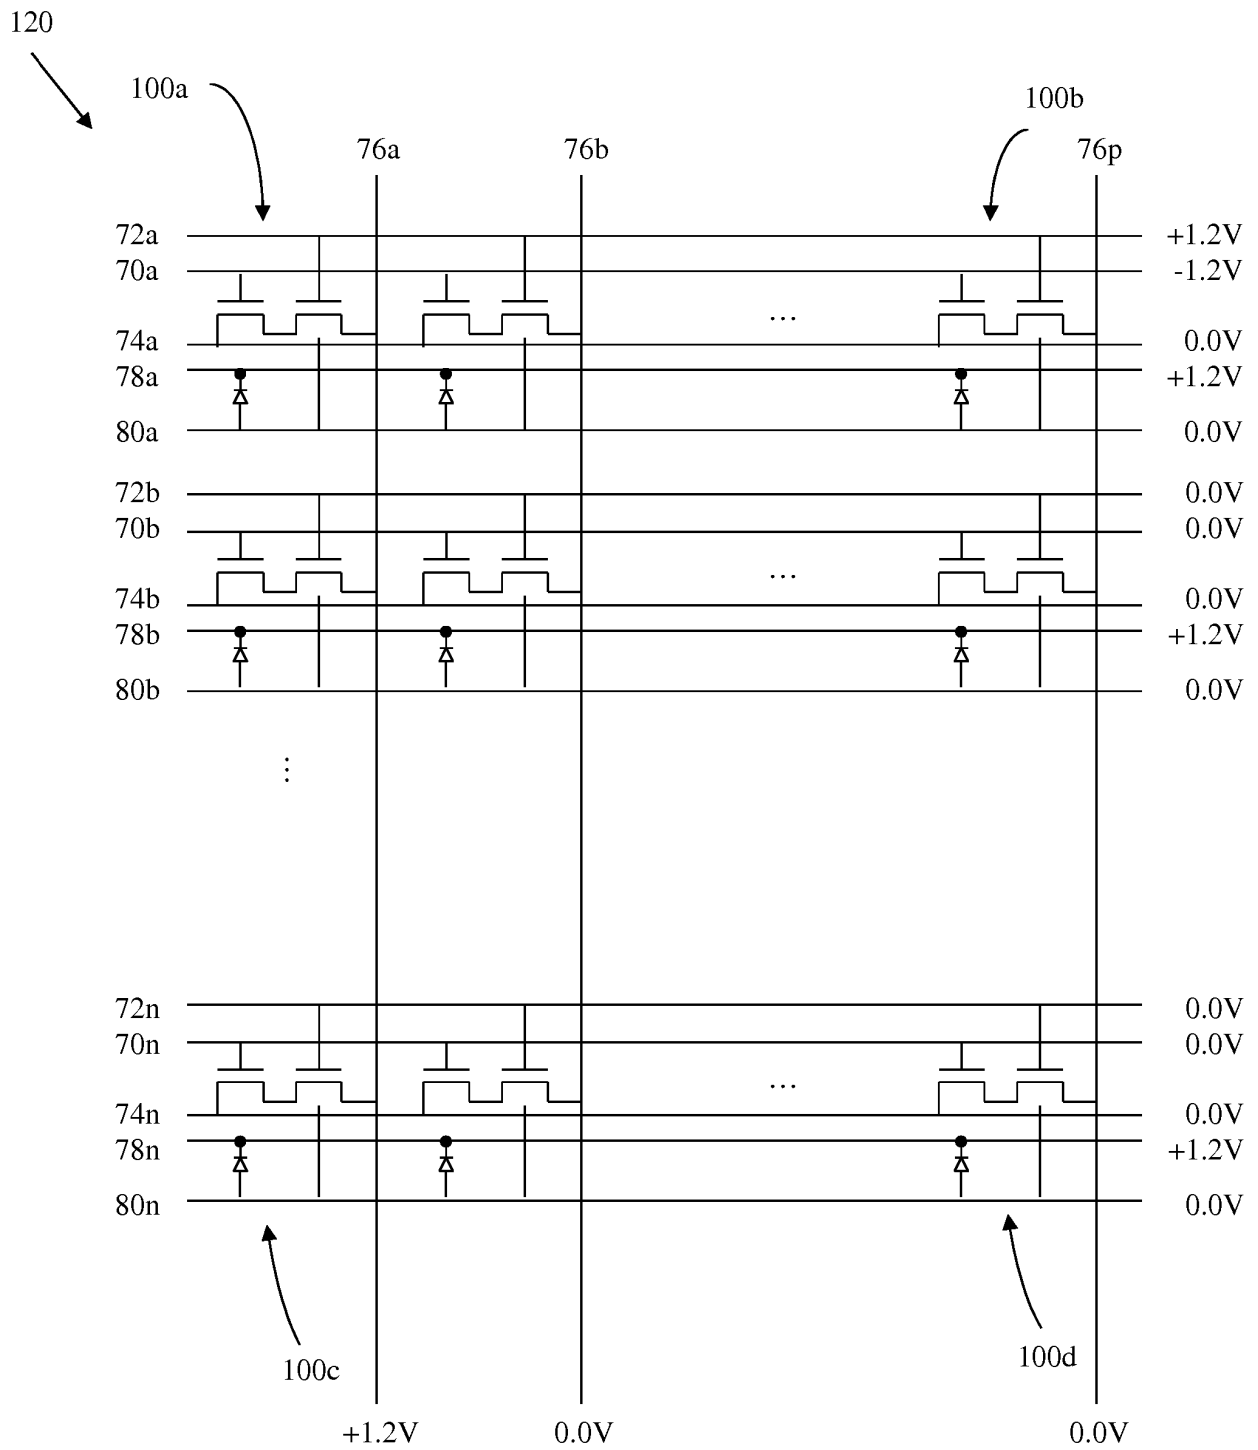 120
100a
100b
76a 76b 76p
72a +1.2V
70a -1.2V
...
74a 0.0V
78a +1.2V
80a 0.0V
72b 0.0V
70b 0.0V
...
74b 0.0V
78b +1.2V
80b 0.0V
...
72n 0.0V
70n 0.0V
...
74n 0.0V
78n +1.2V
80n 0.0V
100c
100d
+1.2V 0.0V 0.0V